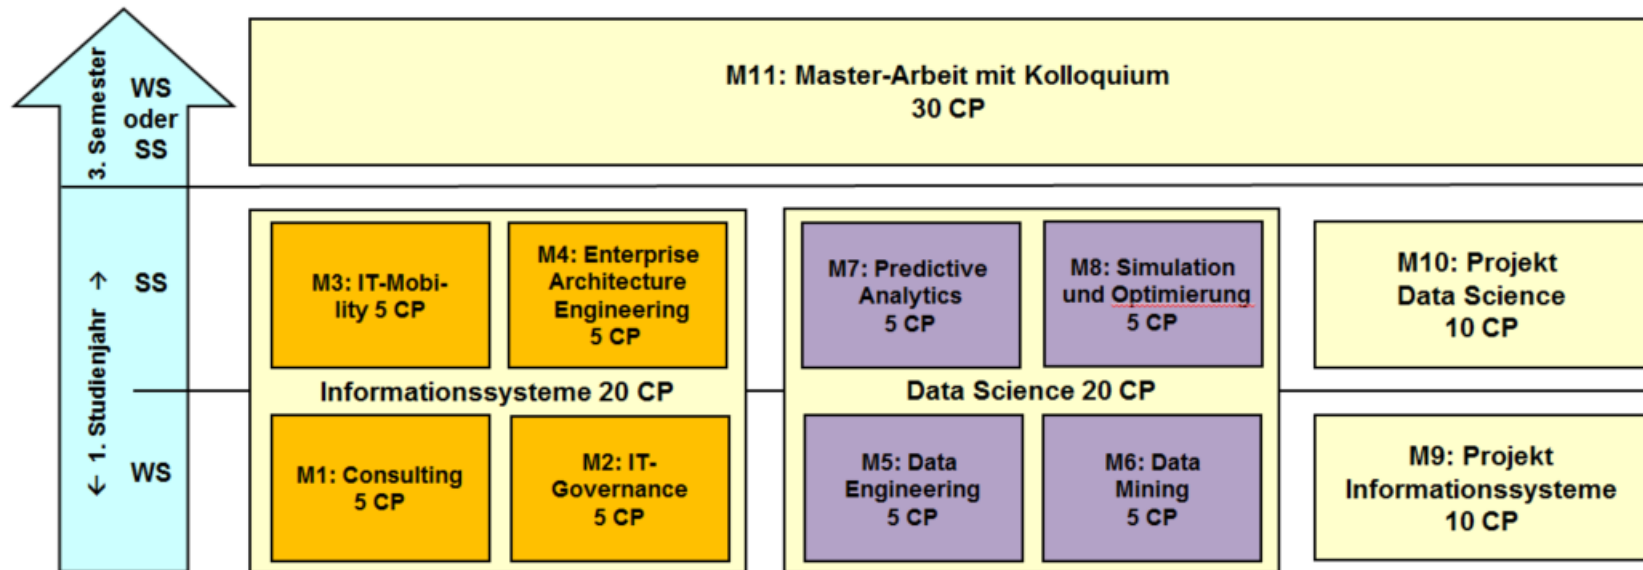 3. Semester
WS
oder
SS
M11: Master-Arbeit mit Kolloquium
30 CP
← 1. Studienjahr →
SS
M3: IT-Mobi-
lity 5 CP
M4: Enterprise
Architecture
Engineering
5 CP
M7: Predictive
Analytics
5 CP
M8: Simulation
und Optimierung
5 CP
M10: Projekt
Data Science
10 CP
Informationssysteme 20 CP
Data Science 20 CP
WS
M1: Consulting
5 CP
M2: IT-
Governance
5 CP
M5: Data
Engineering
5 CP
M6: Data
Mining
5 CP
M9: Projekt
Informationssysteme
10 CP